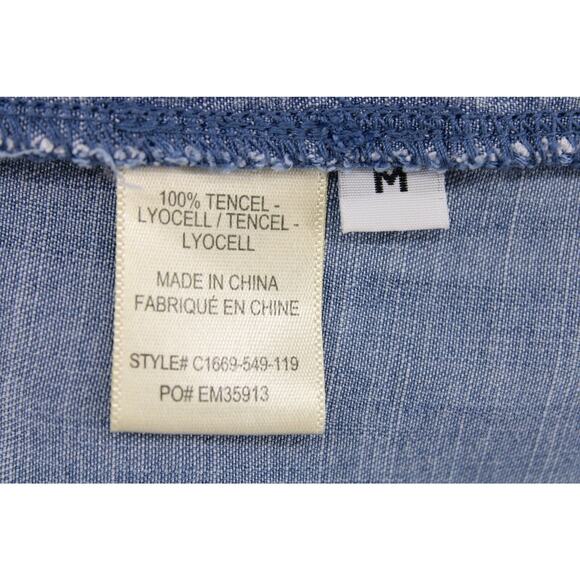 100% TENCEL -
LYOCELL / TENCEL -
LYOCELL
MADE IN CHINA
FABRIQUÉ EN CHINE
STYLE# C1669-549-119
PO# EM35913
M